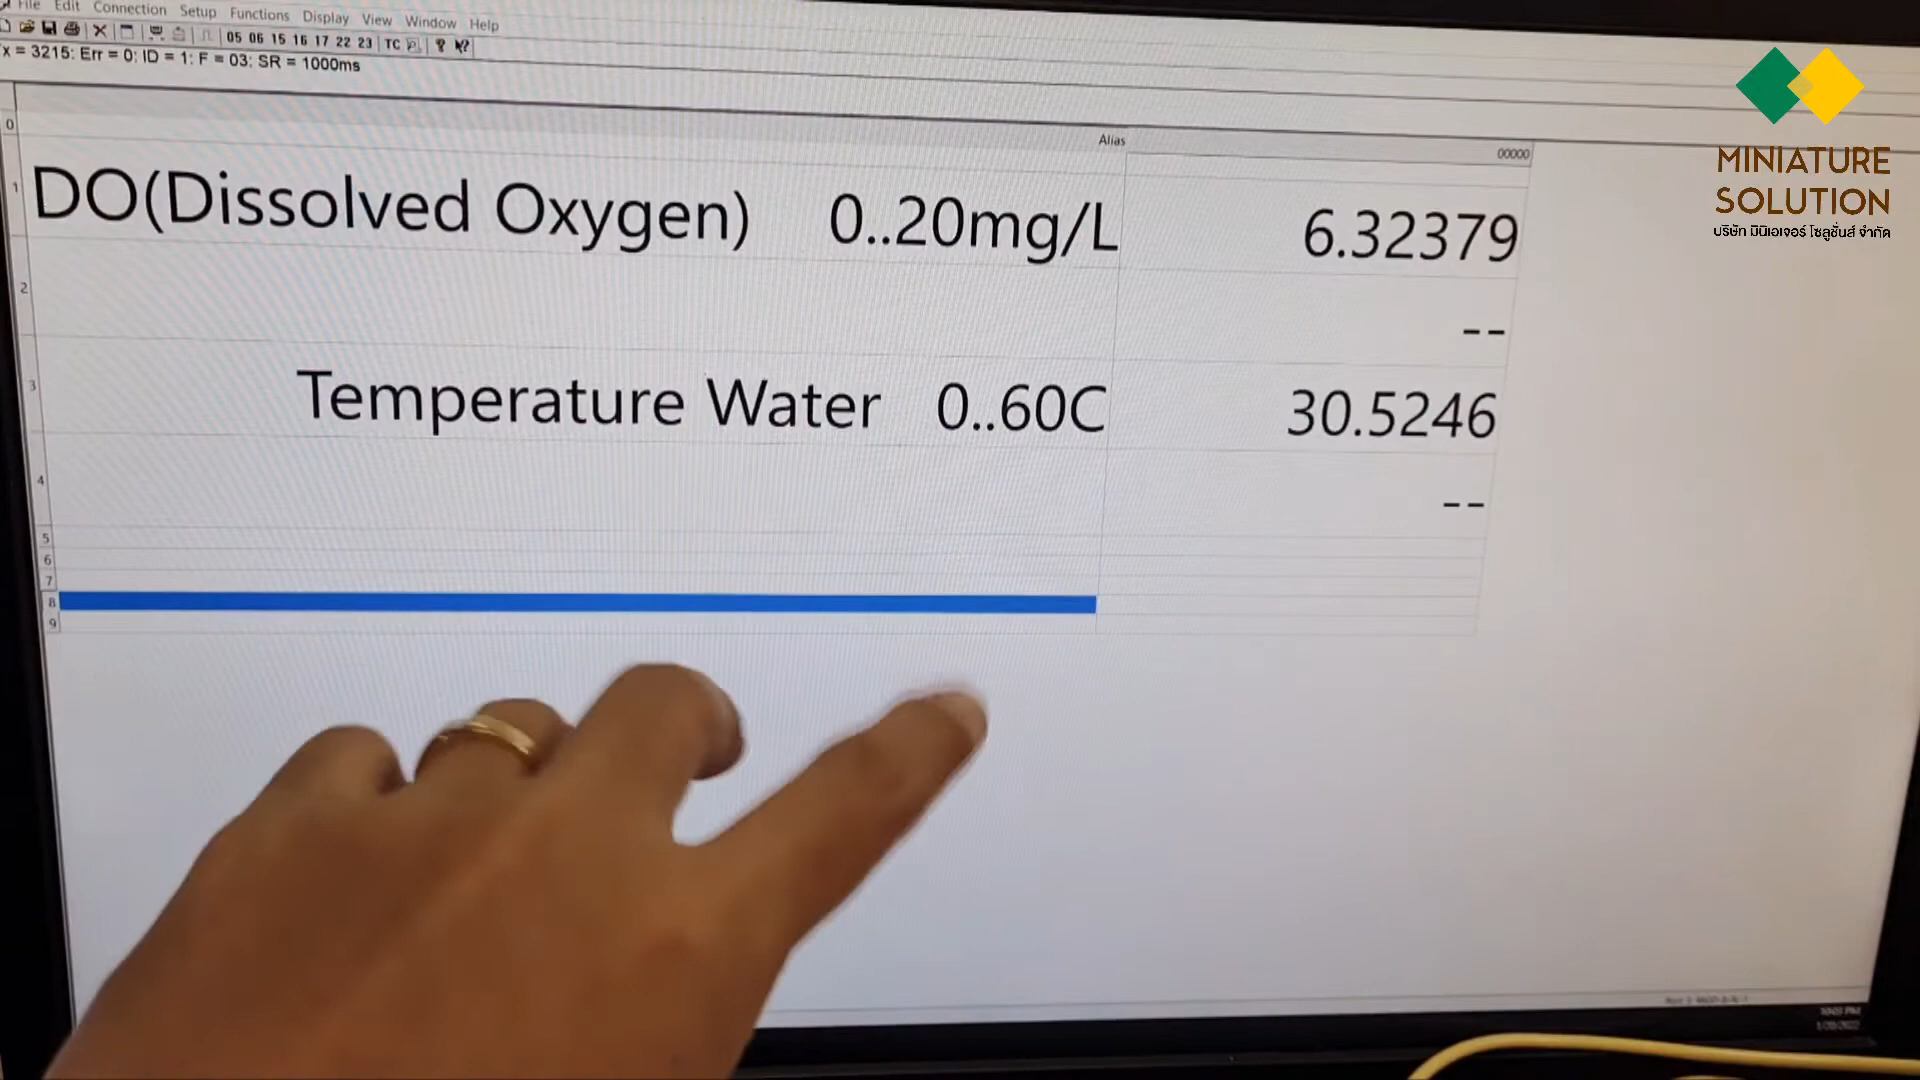 File Edit Connection Setup Functions Display View Window Help
05 06 15 16 17 22 23 TC
x = 3215: Err = 0: ID = 1: F = 03: SR = 1000ms
Alias 00000
0
1 DO(Dissolved Oxygen) 0..20mg/L 6.32379
2 --
3 Temperature Water 0..60C 30.5246
4 --
5
6
7
8
9
MINIATURE
SOLUTION
บริษัท มินิเอเจอร์ โซลูชั่นส์ จำกัด